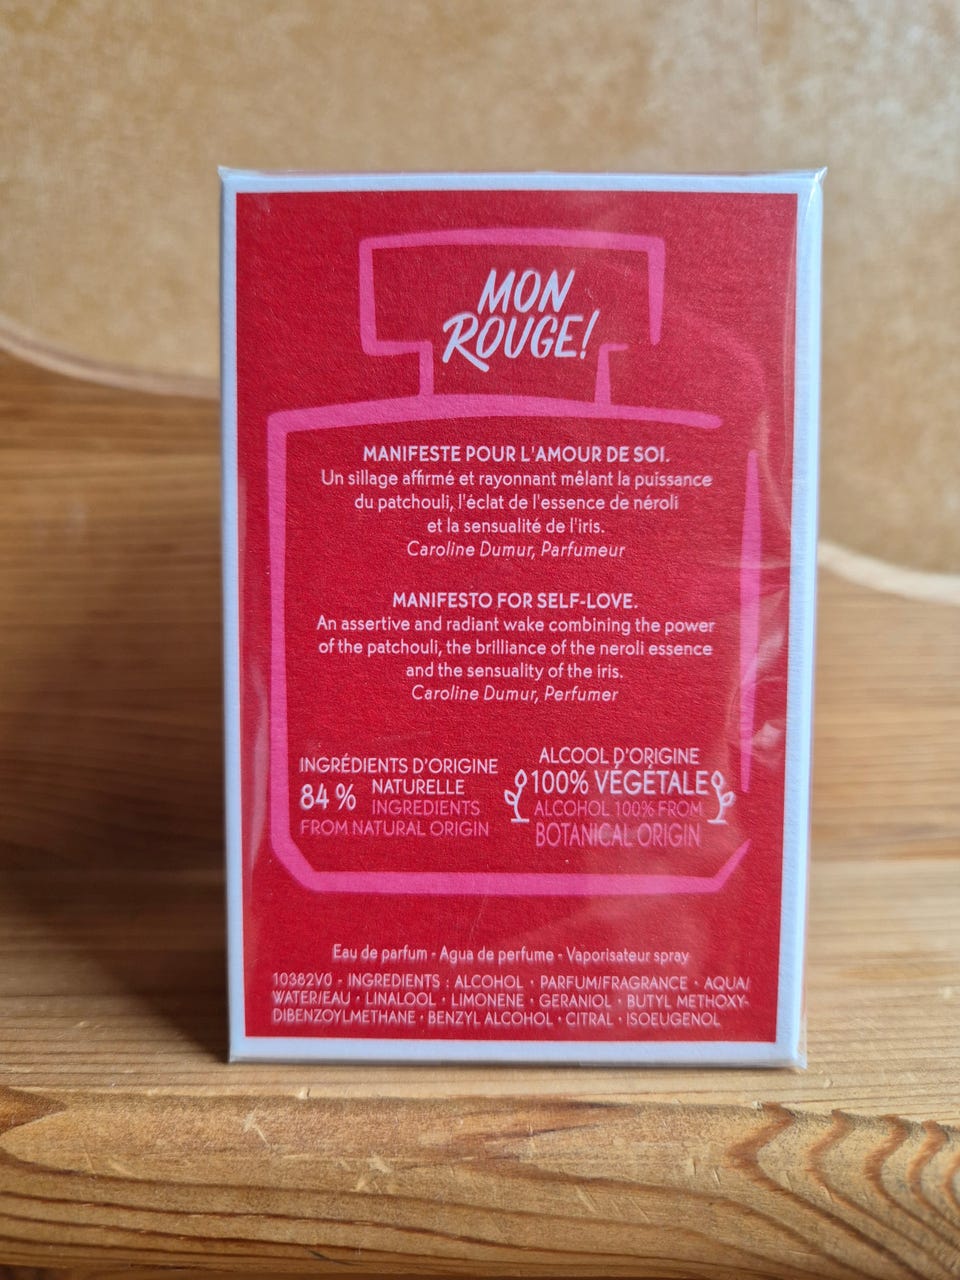 MON
ROUGE!
MANIFESTE POUR L'AMOUR DE SOI.
Un sillage affirmé et rayonnant mêlant la puissance
du patchouli, l'éclat de l'essence de néroli
et la sensualité de l'iris.
Caroline Dumur, Parfumeur
MANIFESTO FOR SELF-LOVE.
An assertive and radiant wake combining the power
of the patchouli, the brilliance of the neroli essence
and the sensuality of the iris.
Caroline Dumur, Perfumer
INGRÉDIENTS D'ORIGINE
84 % NATURELLE
INGREDIENTS
FROM NATURAL ORIGIN
ALCOOL D'ORIGINE
100% VÉGÉTALE
ALCOHOL 100% FROM
BOTANICAL ORIGIN
Eau de parfum - Agua de perfume - Vaporisateur spray
10382V0 - INGREDIENTS : ALCOHOL · PARFUM/FRAGRANCE · AQUA/
WATER/EAU · LINALOOL · LIMONENE · GERANIOL · BUTYL METHOXY-
DIBENZOYLMETHANE · BENZYL ALCOHOL · CITRAL · ISOEUGENOL